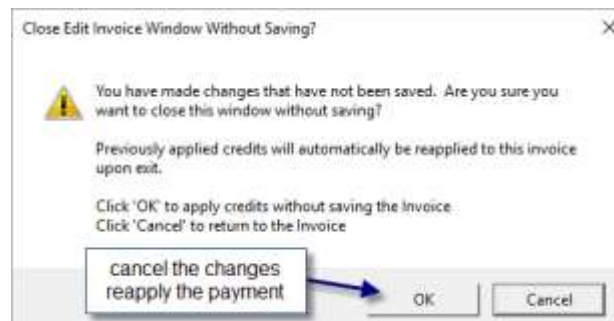 Close Edit Invoice Window Without Saving?
You have made changes that have not been saved. Are you sure you
want to close this window without saving?
Previously applied credits will automatically be reapplied to this invoice
upon exit.
Click 'OK' to apply credits without saving the Invoice
Click 'Cancel' to return to the Invoice
cancel the changes
reapply the payment
OK
Cancel